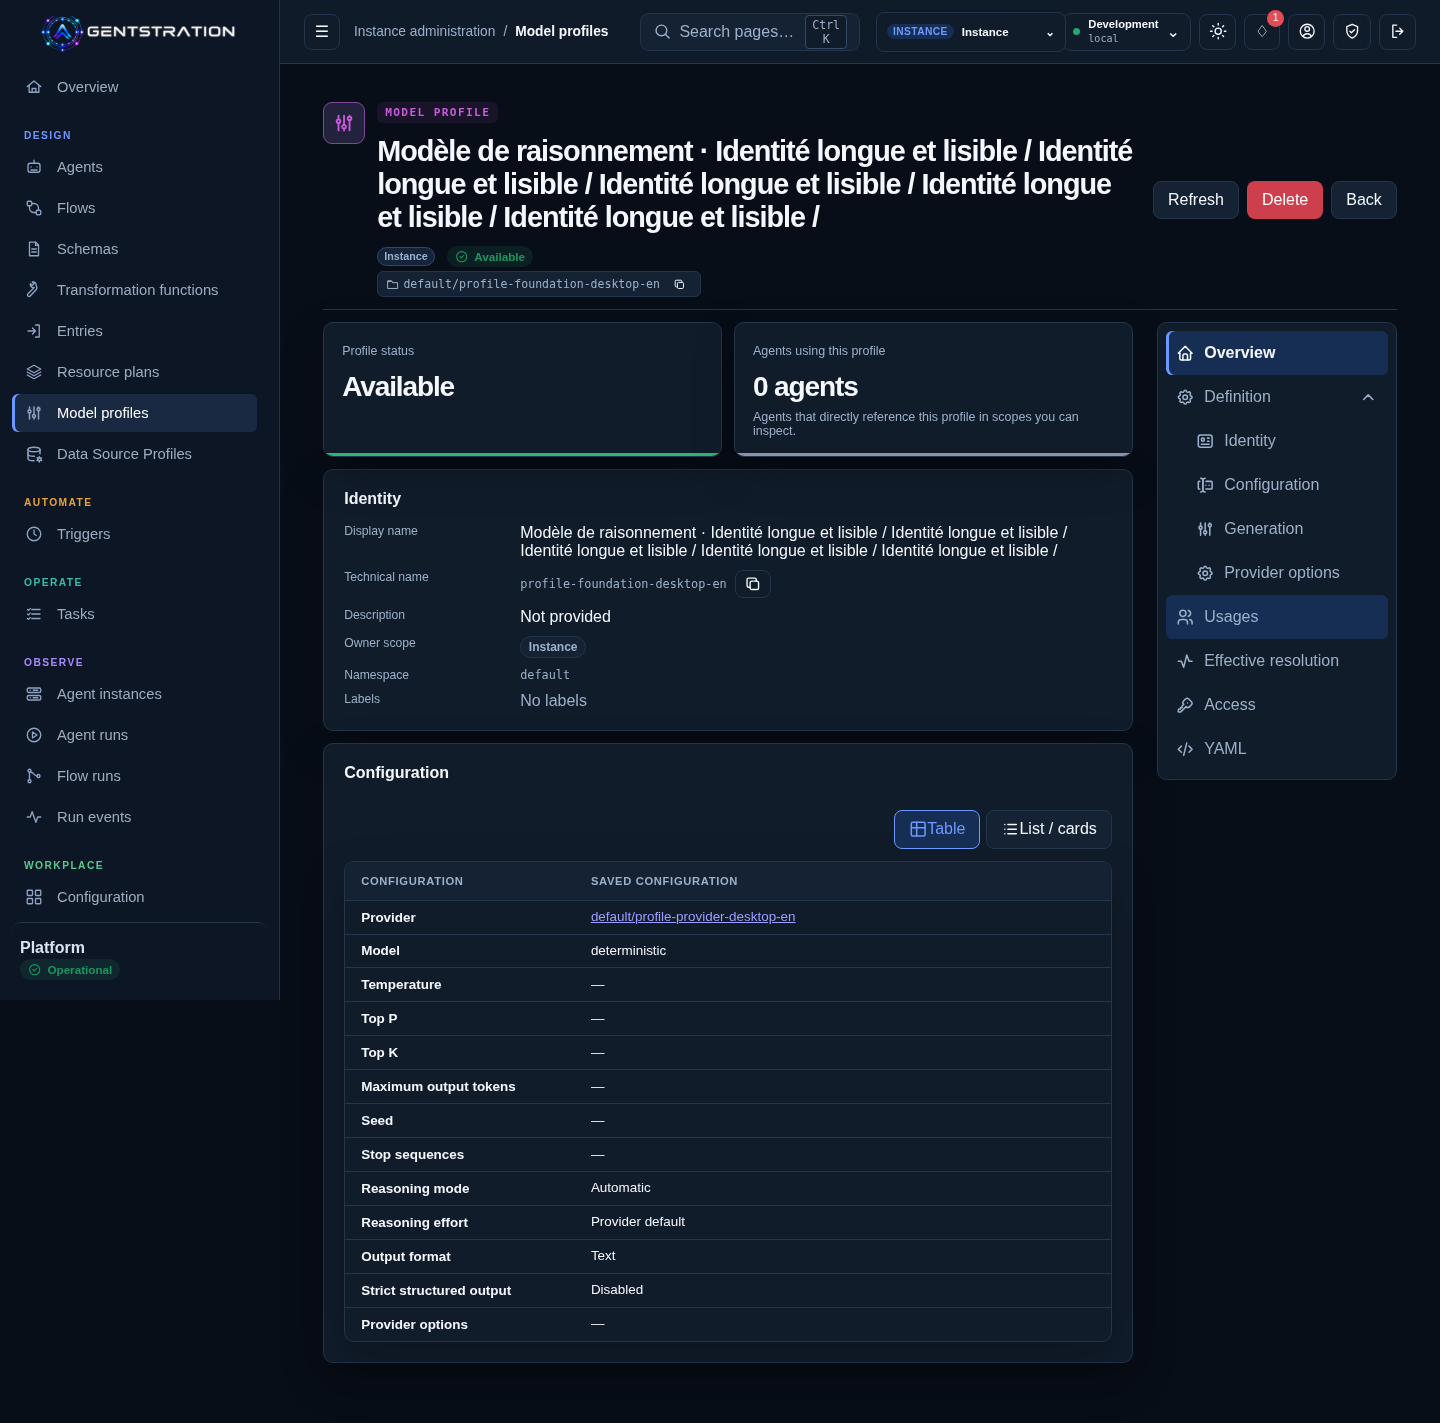 GENTSTRATION
☰
Instance administration / Model profiles
Search pages…
Ctrl
K
INSTANCE Instance
Development
local
1
Overview
DESIGN
Agents
Flows
Schemas
Transformation functions
Entries
Resource plans
Model profiles
Data Source Profiles
AUTOMATE
Triggers
OPERATE
Tasks
OBSERVE
Agent instances
Agent runs
Flow runs
Run events
WORKPLACE
Configuration
Platform
Operational
MODEL PROFILE
Modèle de raisonnement · Identité longue et lisible / Identité
longue et lisible / Identité longue et lisible / Identité longue
et lisible / Identité longue et lisible /
Refresh
Delete
Back
Instance
Available
default/profile-foundation-desktop-en
Profile status
Available
Agents using this profile
0 agents
Agents that directly reference this profile in scopes you can
inspect.
Identity
Display name
Modèle de raisonnement · Identité longue et lisible / Identité longue et lisible /
Identité longue et lisible / Identité longue et lisible / Identité longue et lisible /
Technical name
profile-foundation-desktop-en
Description
Not provided
Owner scope
Instance
Namespace
default
Labels
No labels
Configuration
Table
List / cards
CONFIGURATION SAVED CONFIGURATION
Provider default/profile-provider-desktop-en
Model deterministic
Temperature —
Top P —
Top K —
Maximum output tokens —
Seed —
Stop sequences —
Reasoning mode Automatic
Reasoning effort Provider default
Output format Text
Strict structured output Disabled
Provider options —
Overview
Definition
Identity
Configuration
Generation
Provider options
Usages
Effective resolution
Access
YAML